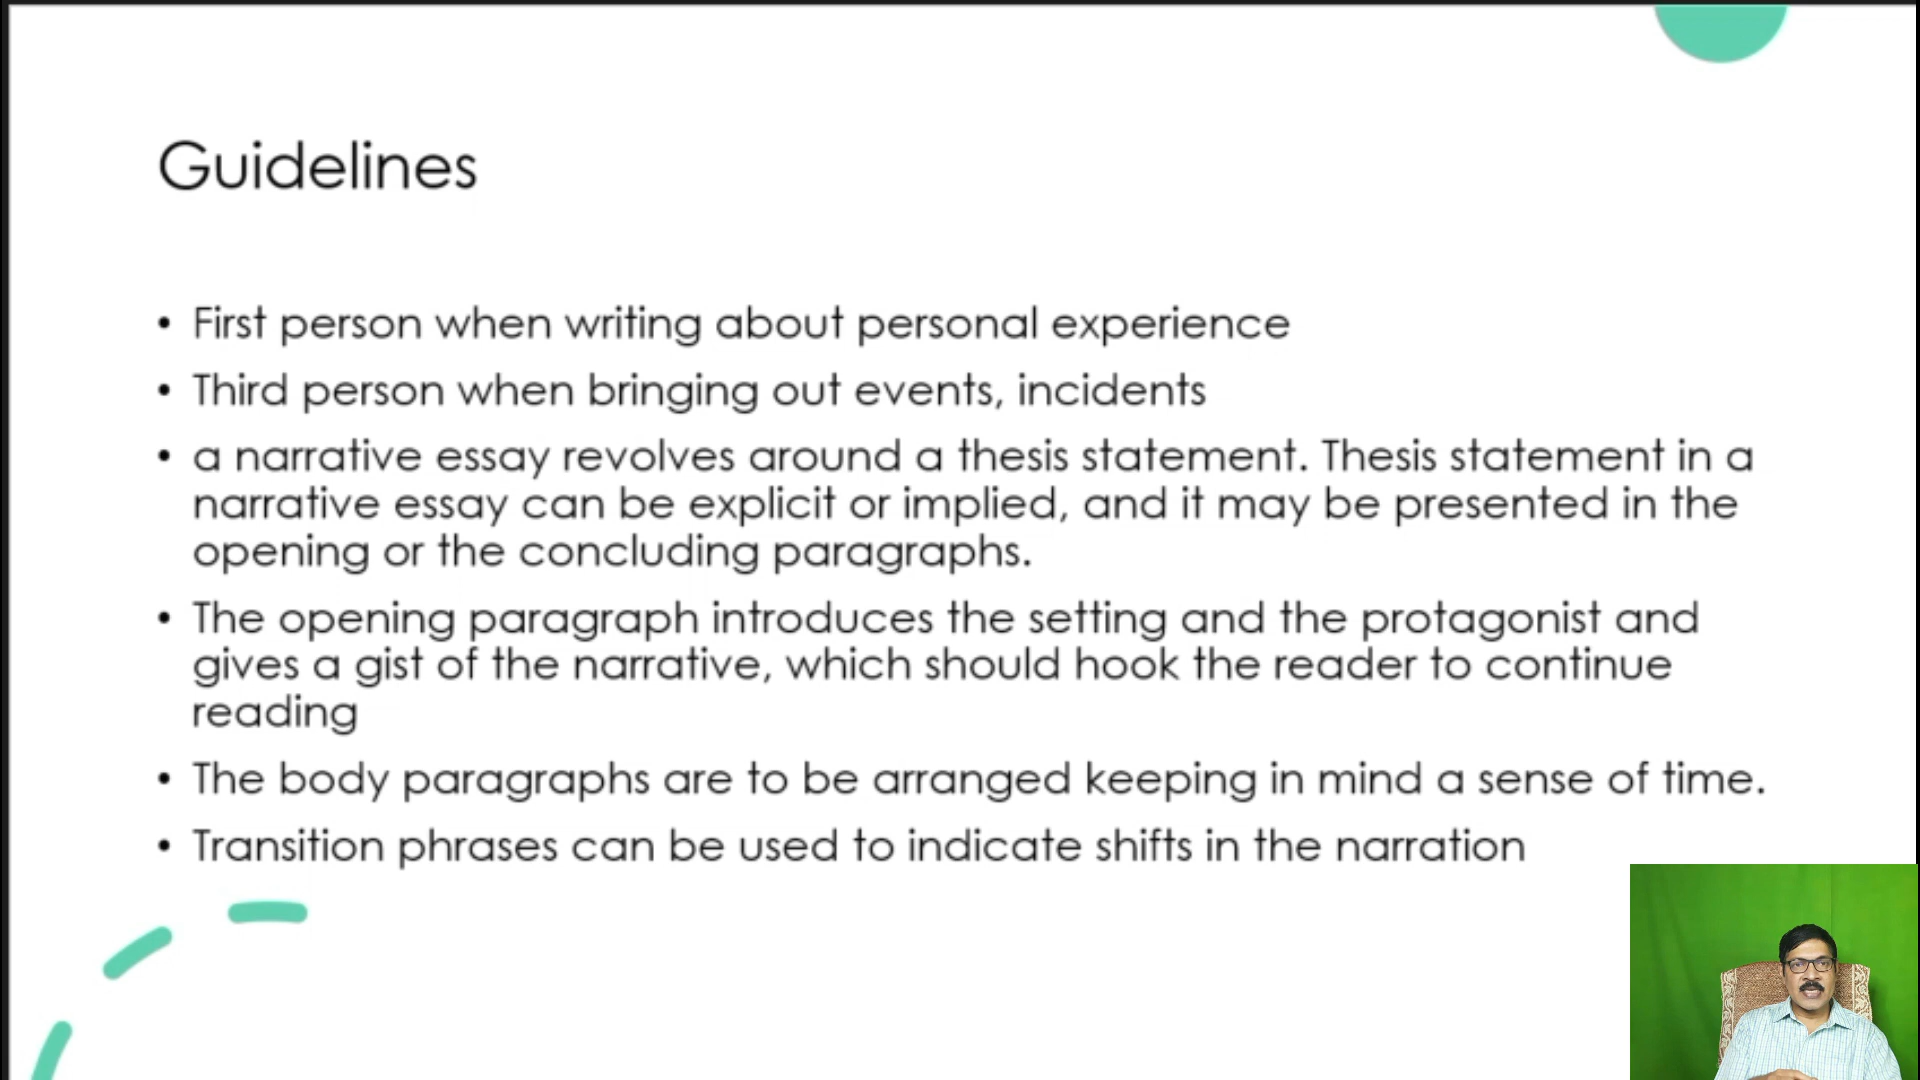 Guidelines
• First person when writing about personal experience
• Third person when bringing out events, incidents
• a narrative essay revolves around a thesis statement. Thesis statement in a
narrative essay can be explicit or implied, and it may be presented in the
opening or the concluding paragraphs.
• The opening paragraph introduces the setting and the protagonist and
gives a gist of the narrative, which should hook the reader to continue
reading
• The body paragraphs are to be arranged keeping in mind a sense of time.
• Transition phrases can be used to indicate shifts in the narration